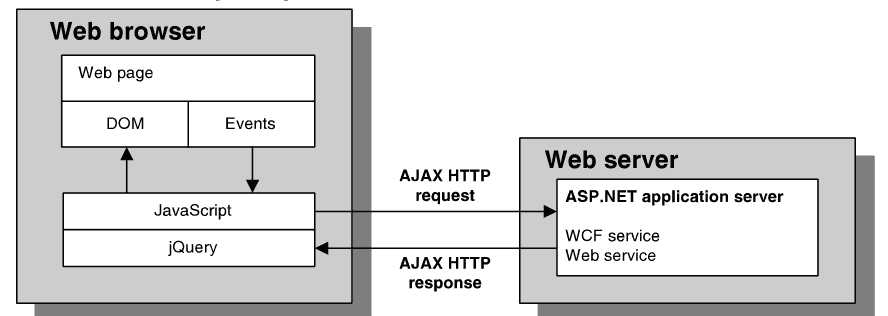 Web browser
Web page
DOM
Events
JavaScript
jQuery
AJAX HTTP
request
AJAX HTTP
response
Web server
ASP.NET application server
WCF service
Web service